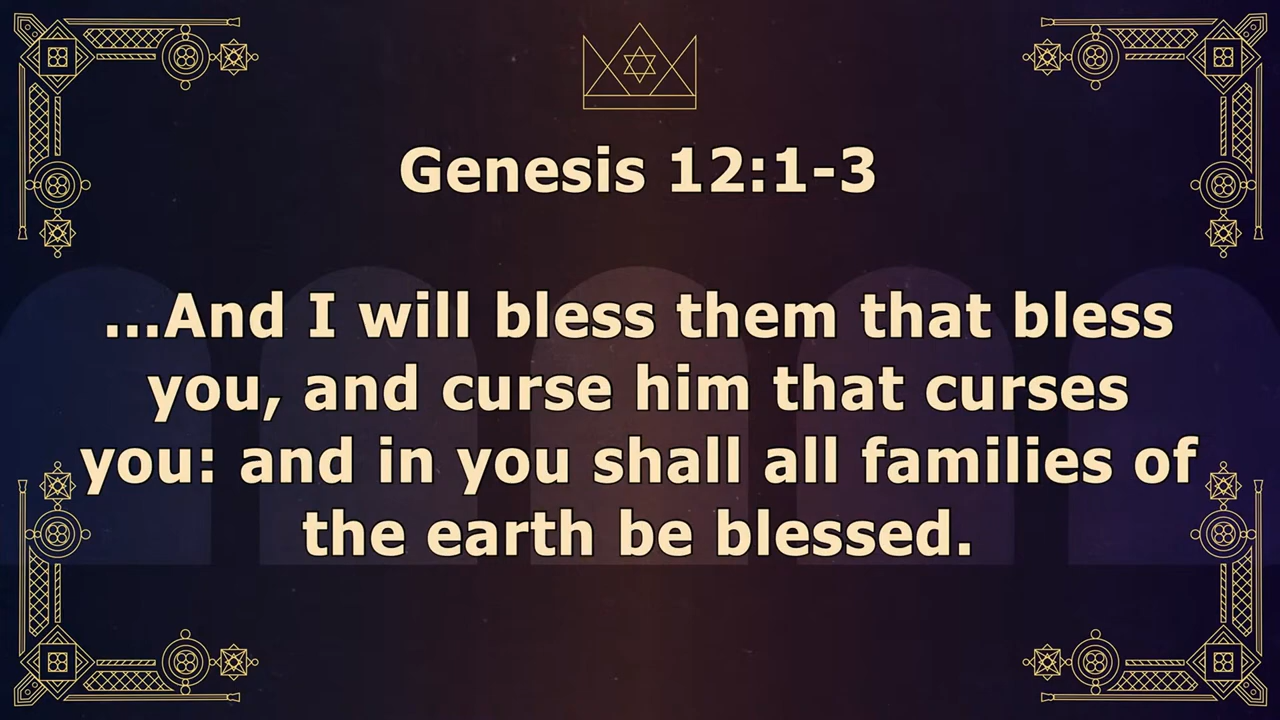 Genesis 12:1-3
...And I will bless them that bless
you, and curse him that curses
you: and in you shall all families of
the earth be blessed.